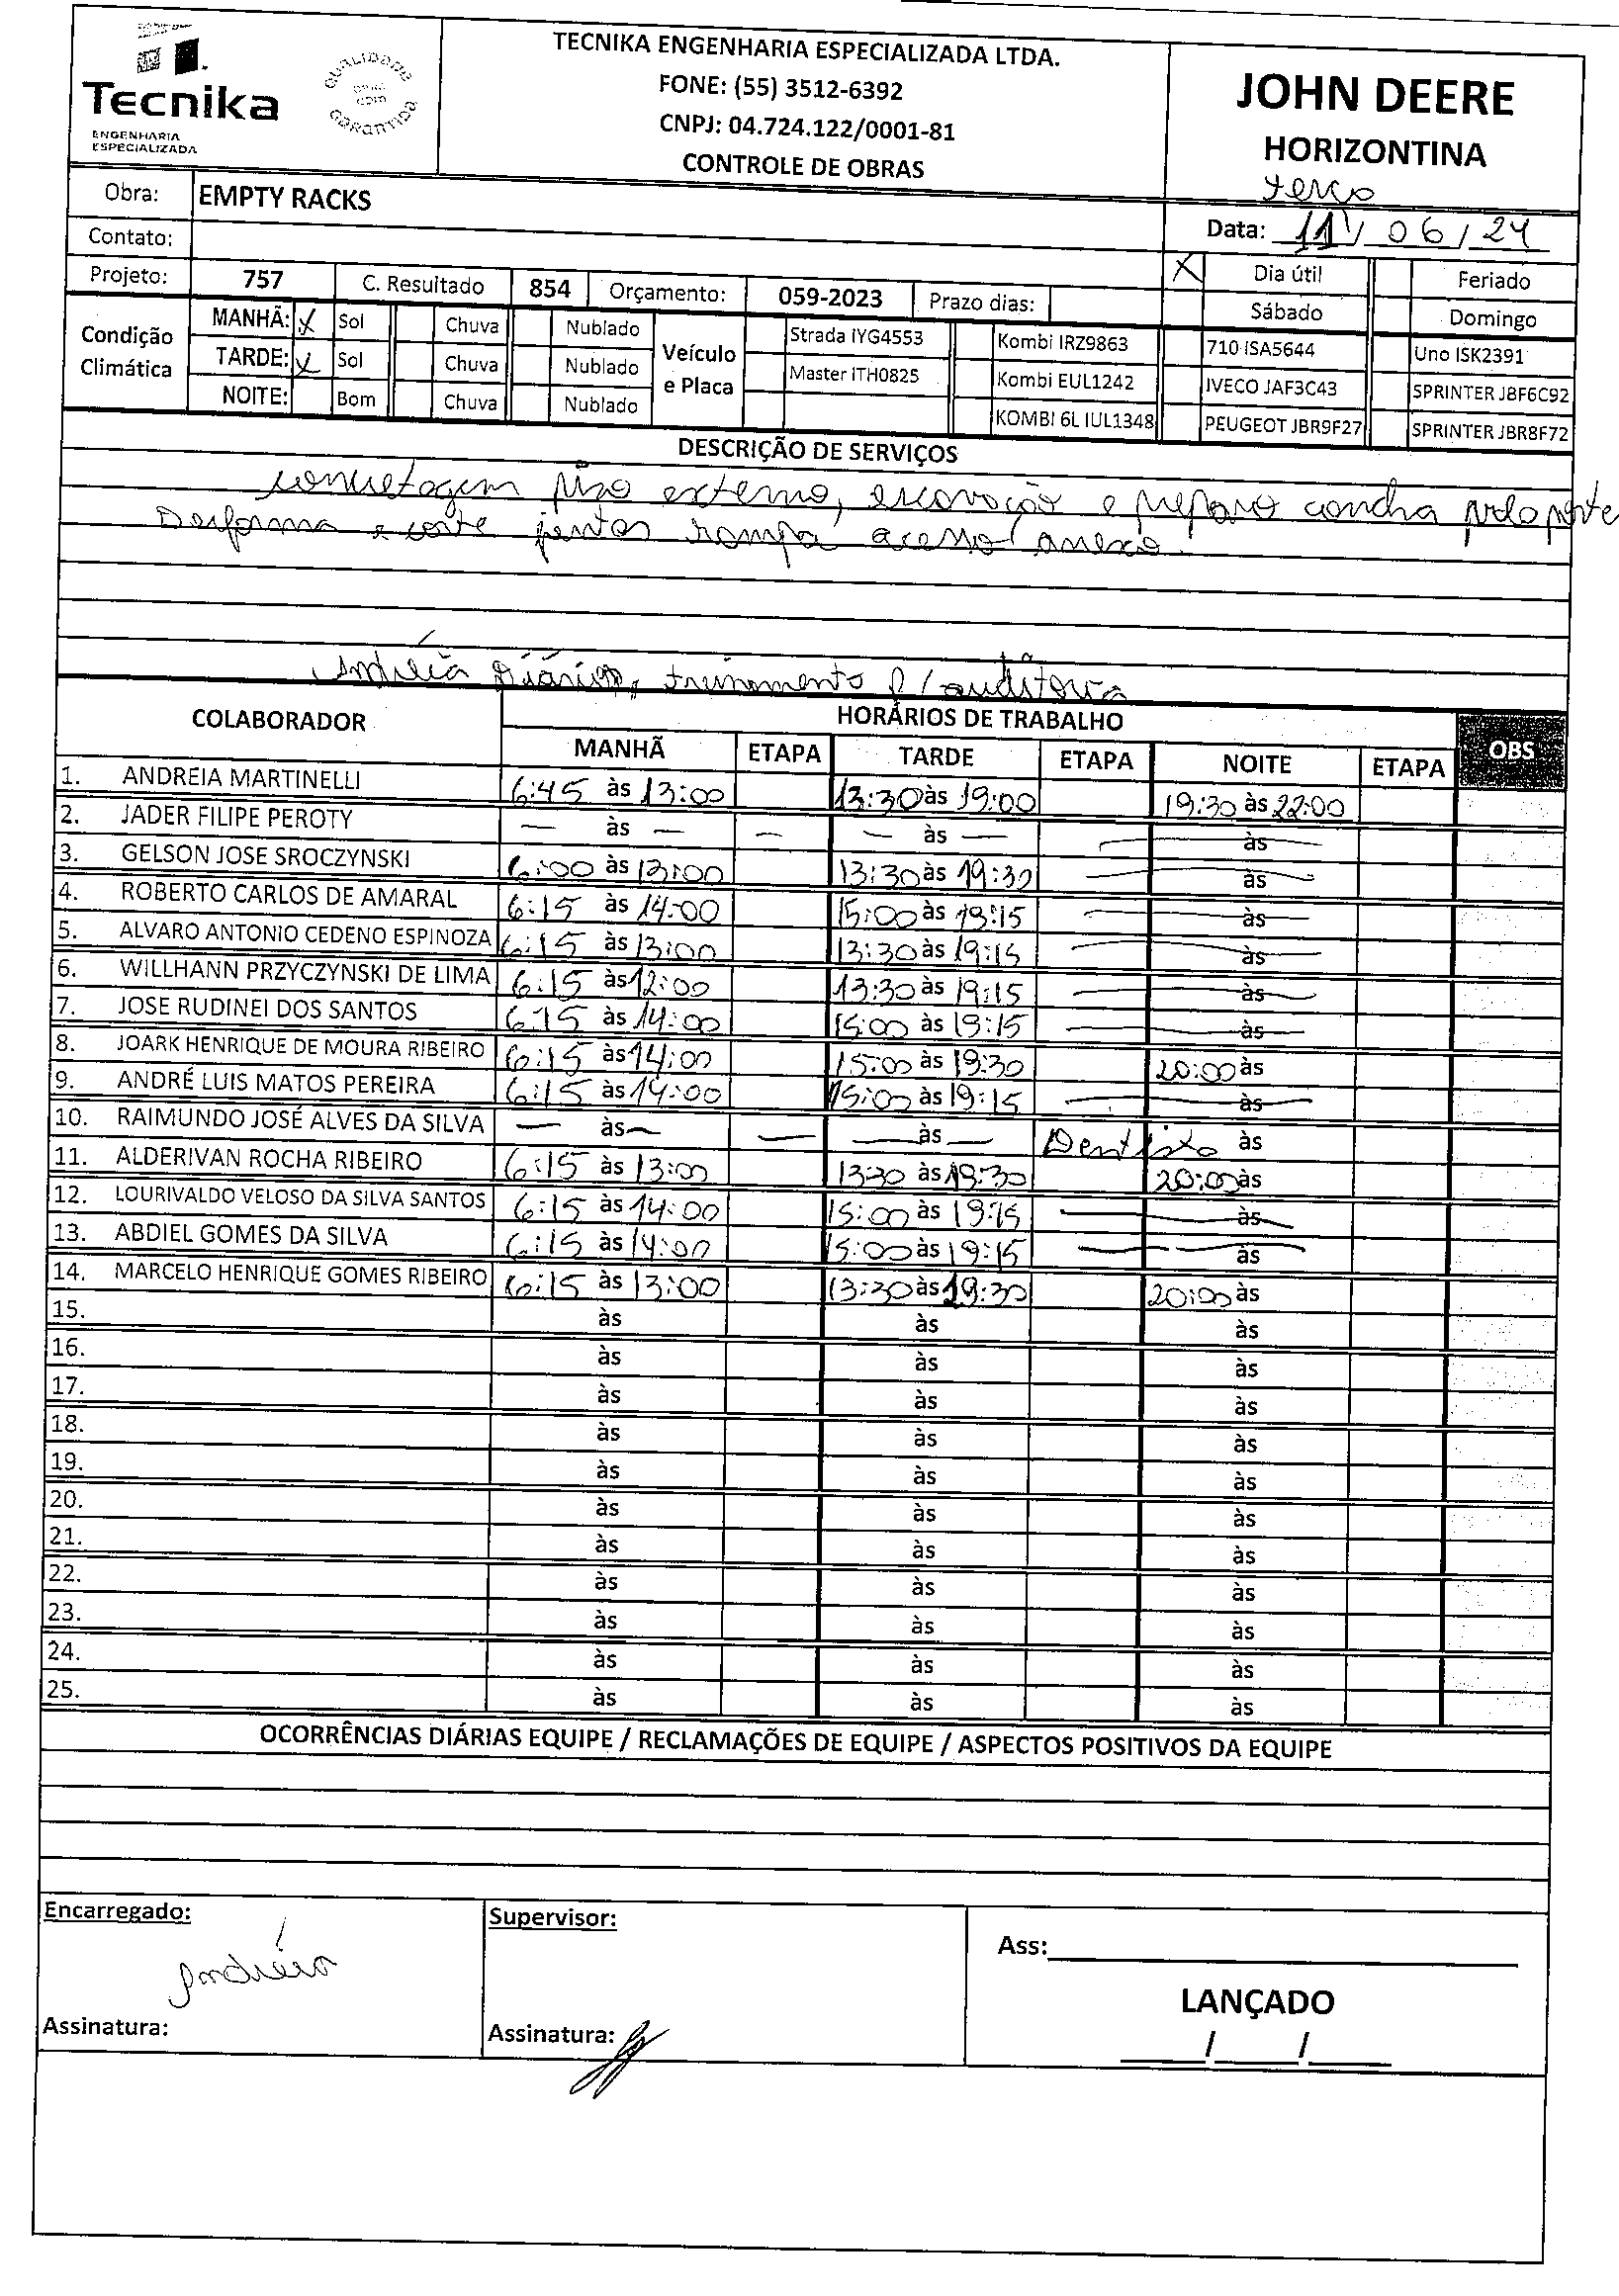 Tecnika
ENGENHARIA
ESPECIALIZADA
QUALIDADE
COM
GARANTIDA
TECNIKA ENGENHARIA ESPECIALIZADA LTDA.
FONE: (55) 3512-6392
CNPJ: 04.724.122/0001-81
CONTROLE DE OBRAS
JOHN DEERE
HORIZONTINA
terça
Obra: EMPTY RACKS
Data: 11/06/24
Contato:
Projeto: 757 C. Resultado 854 Orçamento: 059-2023 Prazo dias:
X Dia útil Feriado
Sábado Domingo
Condição Climática
MANHÃ: X Sol Chuva Nublado
TARDE: X Sol Chuva Nublado
NOITE: Bom Chuva Nublado
Veículo e Placa
Strada IYG4553 Kombi IRZ9863 710 ISA5644 Uno ISK2391
Master ITH0825 Kombi EUL1242 IVECO JAF3C43 SPRINTER JBF6C92
KOMBI 6L IUL1348 PEUGEOT JBR9F27 SPRINTER JBR8F72
DESCRIÇÃO DE SERVIÇOS
concretagem piso externo, escavação e preparo concha
Desforma e corte juntas rampa acesso anexo.
Andréia Diários, treinamento p/ auditoria
COLABORADOR HORÁRIOS DE TRABALHO OBS
MANHÃ ETAPA TARDE ETAPA NOITE ETAPA
1. ANDREIA MARTINELLI 6:45 às 13:00 13:30 às 19:00 19:30 às 22:00
2. JADER FILIPE PEROTY — às — — — às — — às
3. GELSON JOSE SROCZYNSKI 6:00 às 13:00 13:30 às 19:30 — às
4. ROBERTO CARLOS DE AMARAL 6:15 às 14:00 15:00 às 19:15 — às
5. ALVARO ANTONIO CEDENO ESPINOZA 6:15 às 13:00 13:30 às 19:15 — às
6. WILLHANN PRZYCZYNSKI DE LIMA 6:15 às 12:00 13:30 às 19:15 — às
7. JOSE RUDINEI DOS SANTOS 6:15 às 14:00 15:00 às 19:15 — às
8. JOARK HENRIQUE DE MOURA RIBEIRO 6:15 às 14:00 15:00 às 19:30 20:00 às
9. ANDRÉ LUIS MATOS PEREIRA 6:15 às 14:00 15:00 às 19:15 — às
10. RAIMUNDO JOSÉ ALVES DA SILVA — às — — — às — Dentista às
11. ALDERIVAN ROCHA RIBEIRO 6:15 às 13:00 13:30 às 19:30 20:00 às
12. LOURIVALDO VELOSO DA SILVA SANTOS 6:15 às 14:00 15:00 às 19:15 — às
13. ABDIEL GOMES DA SILVA 6:15 às 14:00 15:00 às 19:15 — às
14. MARCELO HENRIQUE GOMES RIBEIRO 6:15 às 13:00 13:30 às 19:30 20:00 às
15. às às às
16. às às às
17. às às às
18. às às às
19. às às às
20. às às às
21. às às às
22. às às às
23. às às às
24. às às às
25. às às às
OCORRÊNCIAS DIÁRIAS EQUIPE / RECLAMAÇÕES DE EQUIPE / ASPECTOS POSITIVOS DA EQUIPE
Encarregado: Supervisor:
Andréia
Ass:
LANÇADO
Assinatura: Assinatura:
/ /